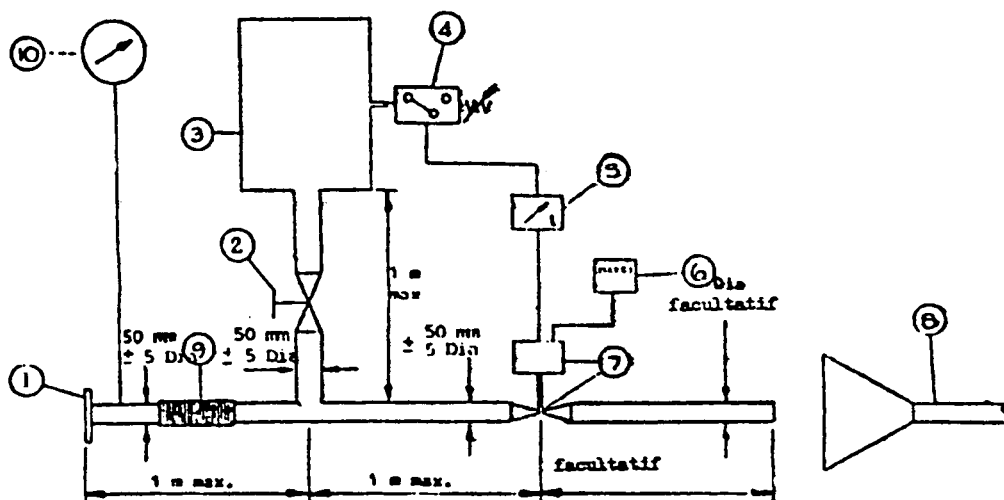 10
4
3
5
2
1 m
max
6
Dia
facultatif
8
50 mm
± 5 Dia
9
50 mm
± 5 Dia
50 mm
± 5 Dia
1
7
1 m max.
1 m max.
facultatif